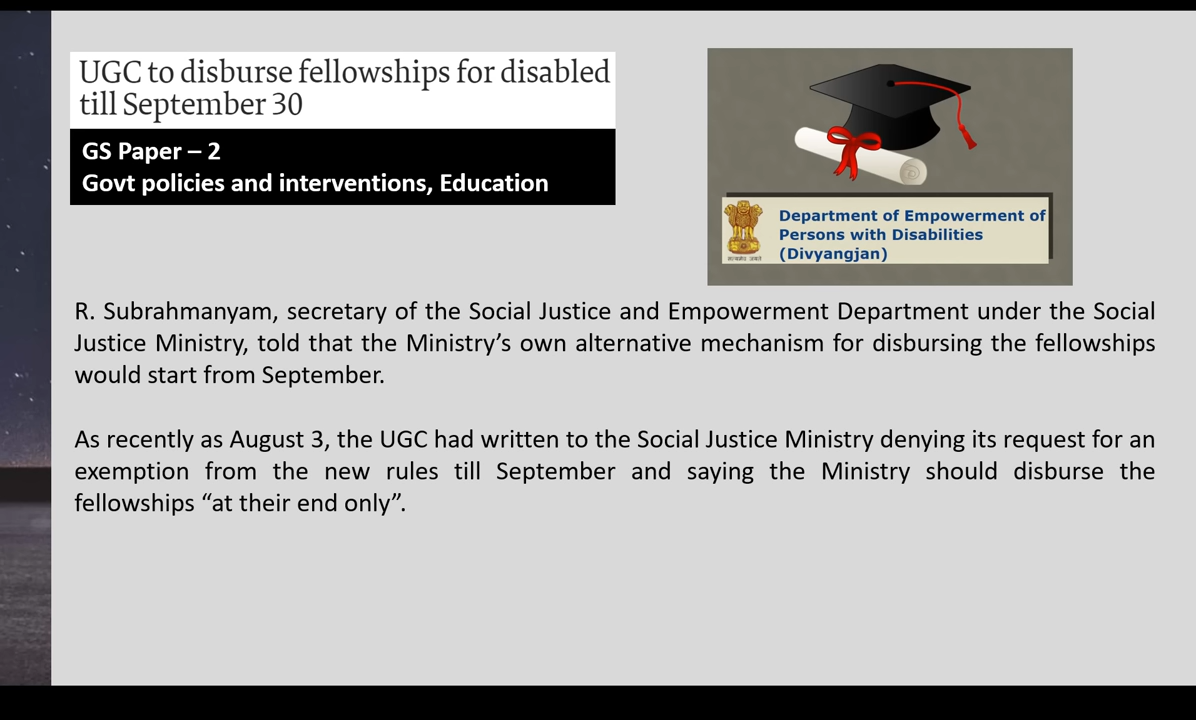 UGC to disburse fellowships for disabled
till September 30
GS Paper – 2
Govt policies and interventions, Education
Department of Empowerment of
Persons with Disabilities
(Divyangjan)
सत्यमेव जयते
R. Subrahmanyam, secretary of the Social Justice and Empowerment Department under the Social
Justice Ministry, told that the Ministry’s own alternative mechanism for disbursing the fellowships
would start from September.
As recently as August 3, the UGC had written to the Social Justice Ministry denying its request for an
exemption from the new rules till September and saying the Ministry should disburse the
fellowships “at their end only”.